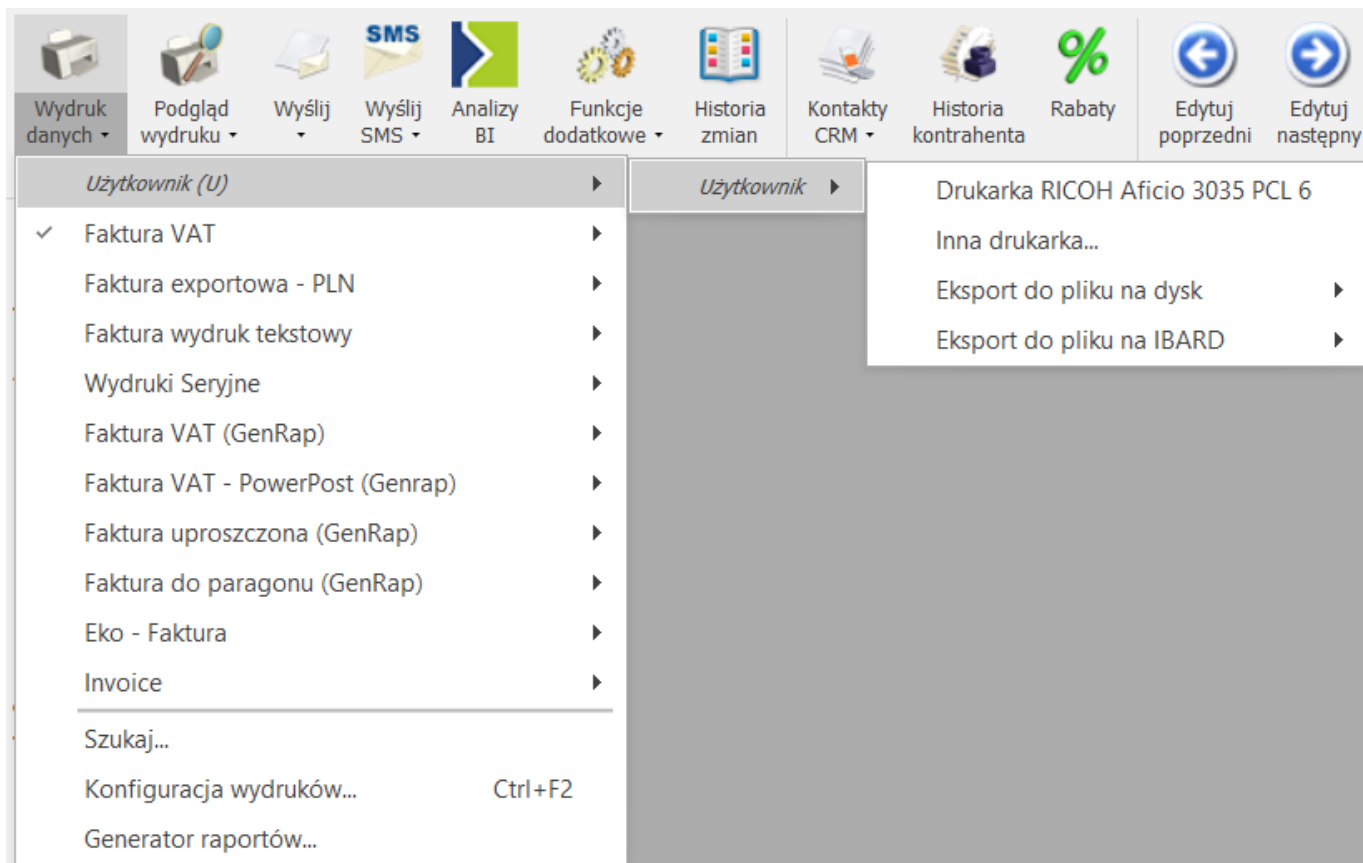 SMS
Wydruk
danych
Podgląd
wydruku
Wyślij
Wyślij
SMS
Analizy
BI
Funkcje
dodatkowe
Historia
zmian
Kontakty
CRM
Historia
kontrahenta
%
Rabaty
Edytuj
poprzedni
Edytuj
następny
Użytkownik (U)
Faktura VAT
Faktura exportowa - PLN
Faktura wydruk tekstowy
Wydruki Seryjne
Faktura VAT (GenRap)
Faktura VAT - PowerPost (Genrap)
Faktura uproszczona (GenRap)
Faktura do paragonu (GenRap)
Eko - Faktura
Invoice
Szukaj...
Konfiguracja wydruków... Ctrl+F2
Generator raportów...
Użytkownik
Drukarka RICOH Aficio 3035 PCL 6
Inna drukarka...
Eksport do pliku na dysk
Eksport do pliku na IBARD